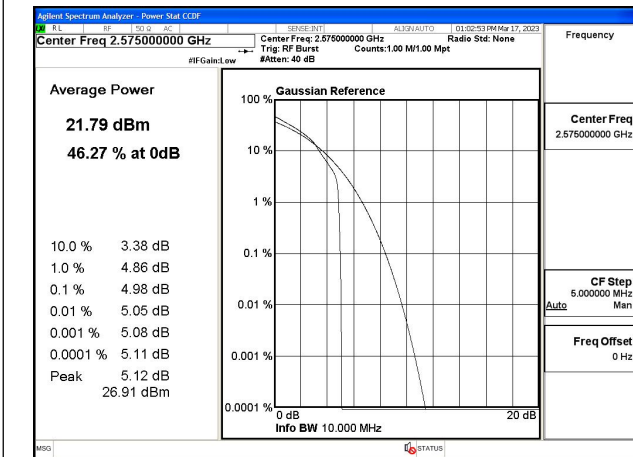 Agilent Spectrum Analyzer - Power Stat CCDF
RL RF 50 Ω AC SENSE:INT ALIGNAUTO 01:02:53 PM Mar 17, 2023
Center Freq 2.575000000 GHz Center Freq: 2.575000000 GHz Radio Std: None Frequency
Trig: RF Burst Counts:1.00 M/1.00 Mpt
#IFGain:Low #Atten: 40 dB
Average Power
21.79 dBm
46.27 % at 0dB
10.0 % 3.38 dB
1.0 % 4.86 dB
0.1 % 4.98 dB
0.01 % 5.05 dB
0.001 % 5.08 dB
0.0001 % 5.11 dB
Peak 5.12 dB
26.91 dBm
Gaussian Reference
100 %
10 %
1 %
0.1 %
0.01 %
0.001 %
0.0001 %
0 dB 20 dB
Info BW 10.000 MHz
Center Freq
2.575000000 GHz
CF Step
5.000000 MHz
Auto Man
Freq Offset
0 Hz
MSG STATUS